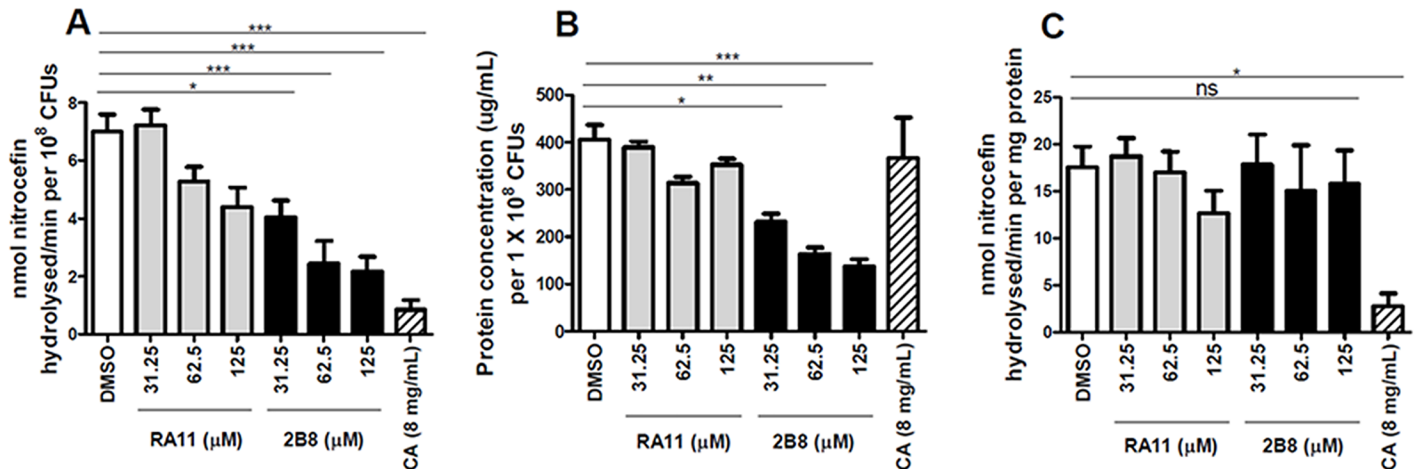 A
***
***
***
*
nmol nitrocefin
hydrolysed/min per 10⁸ CFUs
8
6
4
2
0
DMSO
31.25
62.5
125
31.25
62.5
125
CA (8 mg/mL)
RA11 (μM)
2B8 (μM)
B
***
**
*
Protein concentration (ug/mL)
per 1 X 10⁸ CFUs
500
400
300
200
100
0
DMSO
31.25
62.5
125
31.25
62.5
125
CA (8 mg/mL)
RA11 (μM)
2B8 (μM)
C
*
ns
nmol nitrocefin
hydrolysed/min per mg protein
25
20
15
10
5
0
DMSO
31.25
62.5
125
31.25
62.5
125
CA (8 mg/mL)
RA11 (μM)
2B8 (μM)